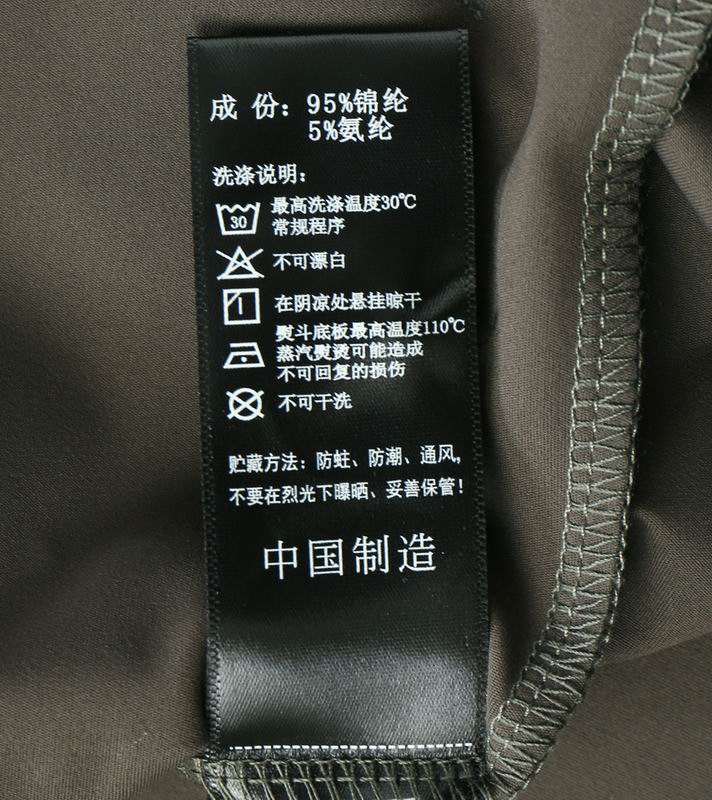 成 份：95%锦纶
5%氨纶
洗涤说明：
30 最高洗涤温度30℃
常规程序
不可漂白
在阴凉处悬挂晾干
熨斗底板最高温度110℃
蒸汽熨烫可能造成
不可回复的损伤
不可干洗
贮藏方法：防蛀、防潮、通风，
不要在烈光下曝晒、妥善保管！
中国制造